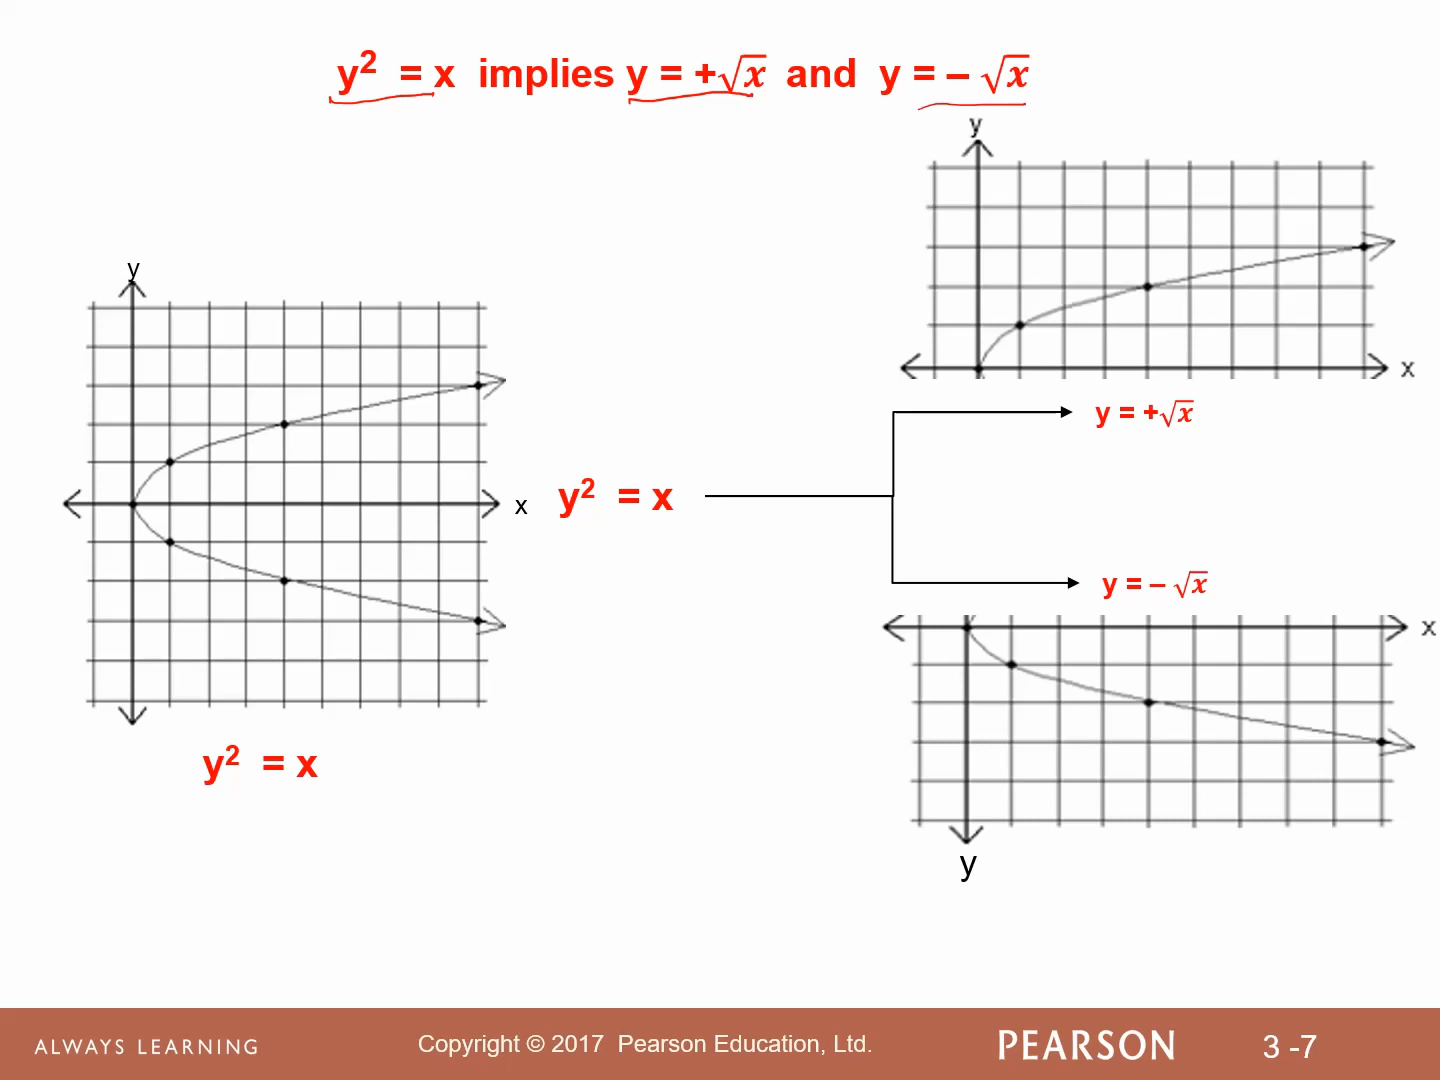 y² = x implies y = +√x and y = – √x
y
x
y = +√x
y
x
y² = x
y = – √x
x
y
y² = x
ALWAYS LEARNING
Copyright © 2017 Pearson Education, Ltd.
PEARSON
3 -7